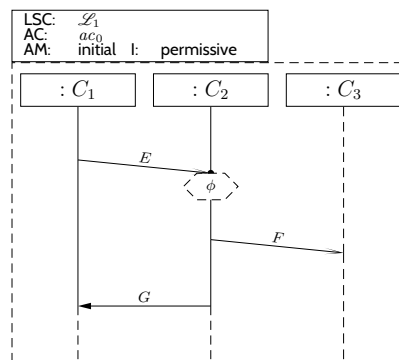 LSC: ℒ₁
AC: ac₀
AM: initial I: permissive
: C₁ : C₂ : C₃
E
ϕ
F
G